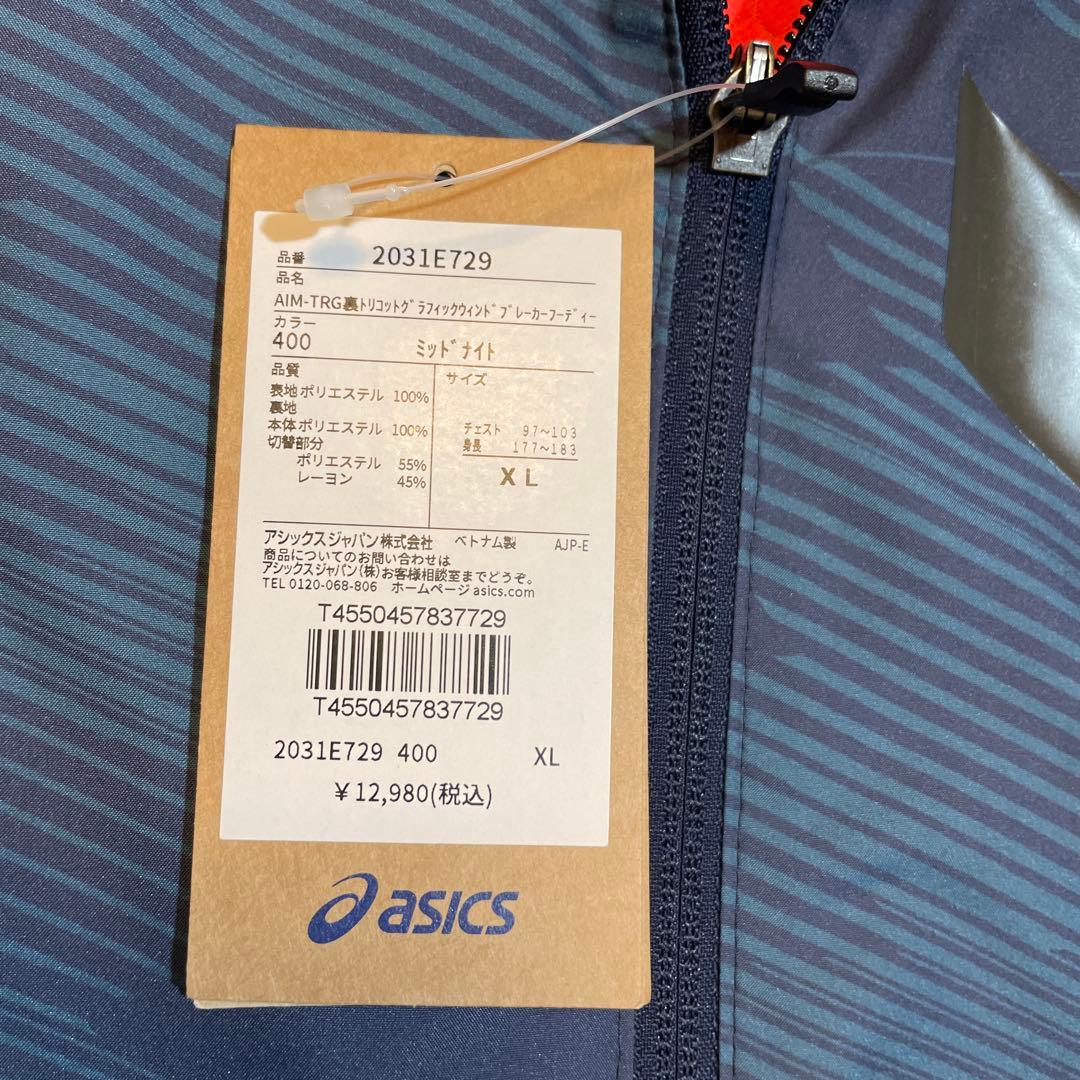 品番 2031E729
品名
AIM-TRG裏ﾄﾘｺｯﾄｸﾞﾗﾌｨｯｸｳｨﾝﾄﾞﾌﾞﾚｰｶｰﾌｰﾃﾞｨｰ
カラー
400 ﾐｯﾄﾞﾅｲﾄ
品質
表地 ポリエステル 100%
裏地
本体 ポリエステル 100%
切替部分
ポリエステル 55%
レーヨン 45%
サイズ
ﾁｪｽﾄ 97～103
身長 177～183
XL
アシックスジャパン株式会社 ベトナム製 AJP-E
商品についてのお問い合わせは
アシックスジャパン(株)お客様相談室までどうぞ。
TEL 0120-068-806 ホームページ asics.com
T4550457837729
T4550457837729
2031E729 400 XL
￥12,980(税込)
asics